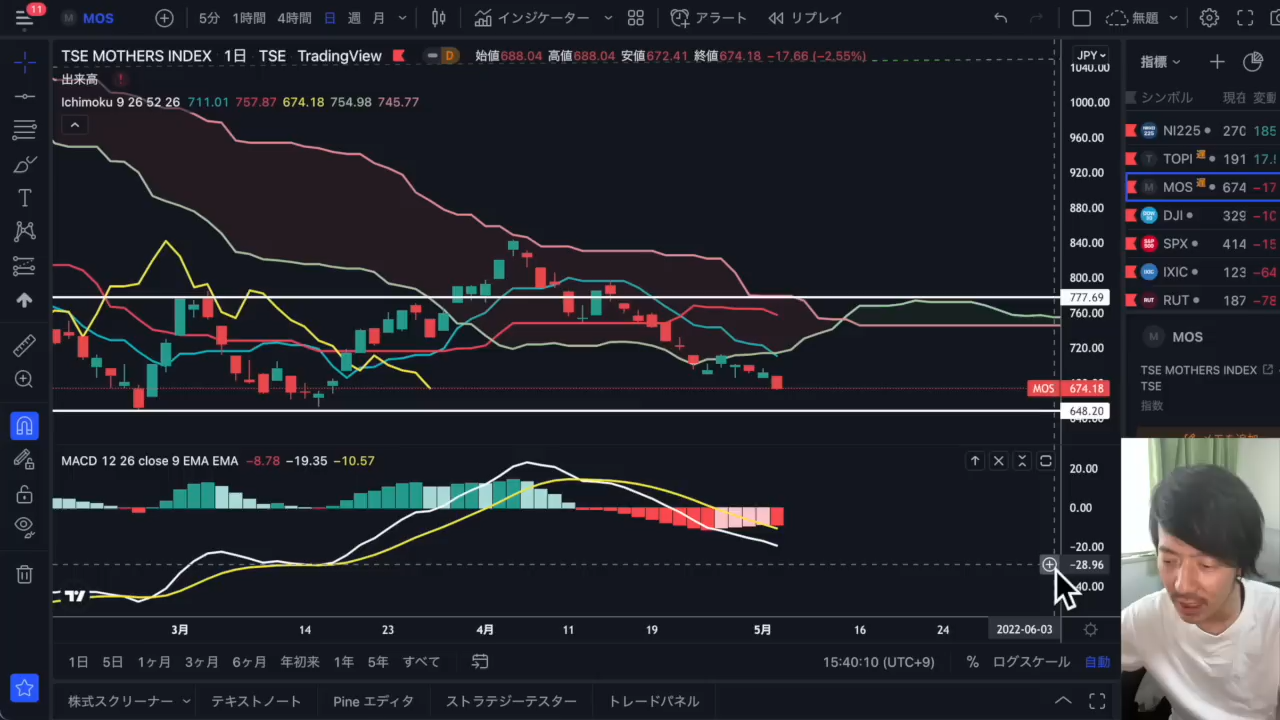 11
M MOS
5分 1時間 4時間 日 週 月
インジケーター
アラート
リプレイ
無題
TSE MOTHERS INDEX 1日 TSE TradingView
D
始値688.04 高値688.04 安値672.41 終値674.18 −17.66 (−2.55%)
出来高 !
Ichimoku 9 26 52 26 711.01 757.87 674.18 754.98 745.77
JPY
1040.00
1000.00
960.00
920.00
880.00
840.00
800.00
777.69
760.00
720.00
MOS 674.18
648.20
MACD 12 26 close 9 EMA EMA −8.78 −19.35 −10.57
20.00
0.00
−20.00
−28.96
40.00
3月 14 23 4月 11 19 5月 16 24 2022-06-03
1日 5日 1ヶ月 3ヶ月 6ヶ月 年初来 1年 5年 すべて
15:40:10 (UTC+9) % ログスケール 自動
株式スクリーナー テキストノート Pine エディタ ストラテジーテスター トレードパネル
指標
シンボル 現在 変動
NI225 270 185
TOPI 遅 191 17.
M MOS 遅 674 −17
DJI 329 −10
SPX 414 −15
IXIC 123 −64
RUT 187 −78
M MOS
TSE MOTHERS INDEX
TSE
指数